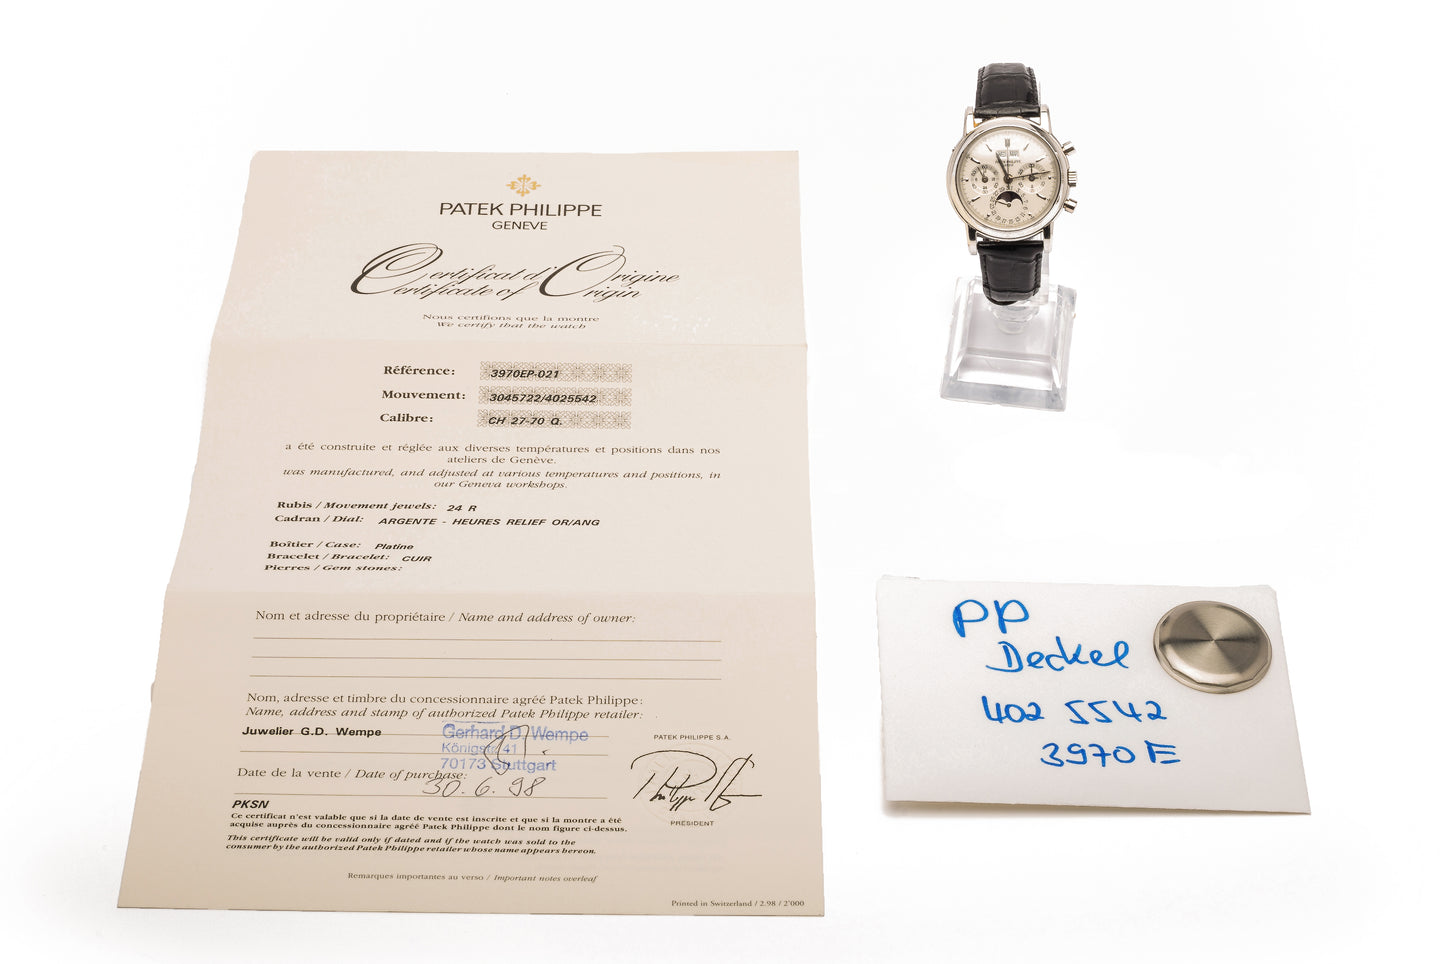 PATEK PHILIPPE
GENEVE
Certificat d'Origine
Certificate of Origin
Nous certifions que la montre
We certify that the watch
Référence: 3970EP-021
Mouvement: 3045722/4025542
Calibre: CH 27-70 Q.
a été construite et réglée aux diverses températures et positions dans nos
ateliers de Genève.
was manufactured, and adjusted at various temperatures and positions, in
our Geneva workshops.
Rubis / Movement jewels: 24 R
Cadran / Dial: ARGENTE - HEURES RELIEF OR/ANG
Boîtier / Case: Platine
Bracelet / Bracelet: CUIR
Pierres / Gem stones:
Nom et adresse du propriétaire / Name and address of owner:
Nom, adresse et timbre du concessionnaire agréé Patek Philippe:
Name, address and stamp of authorized Patek Philippe retailer:
Juwelier G.D. Wempe
Gerhard D. Wempe
Königstr. 41
70173 Stuttgart
Date de la vente / Date of purchase:
30.6.98
PKSN
Ce certificat n'est valable que si la date de vente est inscrite et que si la montre a été
acquise auprès du concessionnaire agréé Patek Philippe dont le nom figure ci-dessus.
This certificate will be valid only if dated and if the watch was sold to the
consumer by the authorized Patek Philippe retailer whose name appears hereon.
PATEK PHILIPPE S.A.
PRÉSIDENT
Remarques importantes au verso / Important notes overleaf
Printed in Switzerland / 2.98 / 2'000
PP
Deckel
402 5542
3970 E